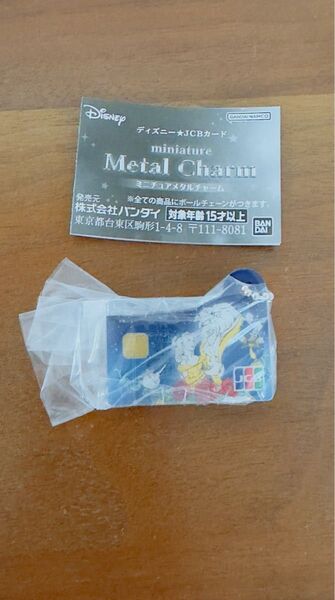 Disney
BANDAI NAMCO
ディズニー★JCBカード
miniature
Metal Charm
ミニチュアメタルチャーム
※全ての商品にボールチェーンがつきます。
発売元
株式会社バンダイ 対象年齢15才以上
東京都台東区駒形1-4-8 〒111-8081
BAN
DAI
JCB